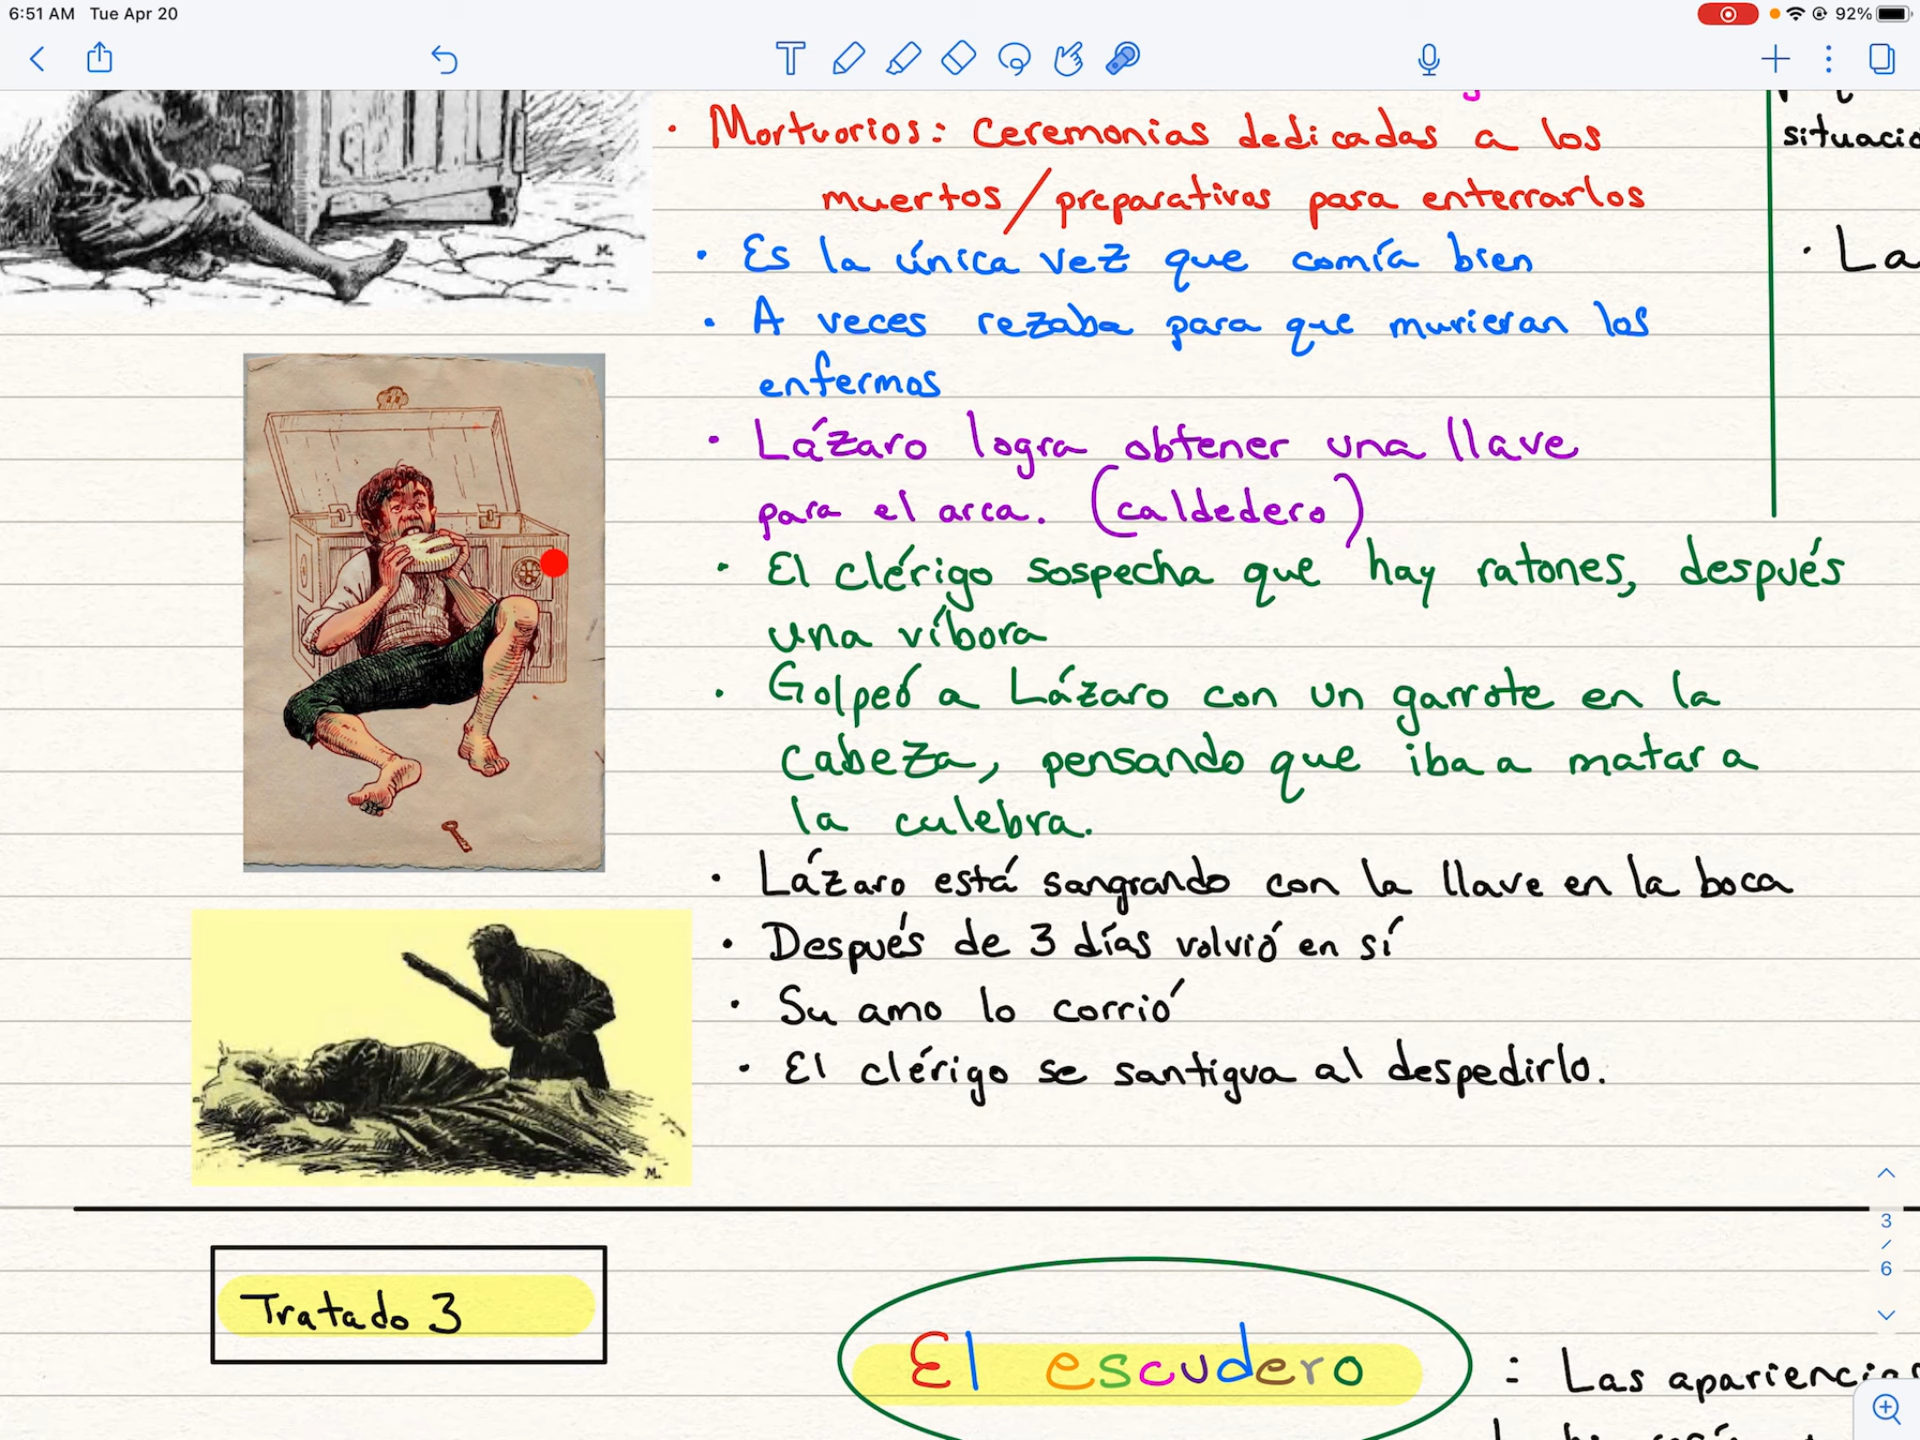 6:51 AM Tue Apr 20
92%
situacio
• Mortuorios: Ceremonias dedicadas a los
muertos/preparativos para enterrarlos
• Es la única vez que comía bien
• La
• A veces rezaba para que murieran los
enfermos
• Lázaro logra obtener una llave
para el arca. (caldedero)
• El clérigo sospecha que hay ratones, después
una víbora
• Golpeó a Lázaro con un garrote en la
cabeza, pensando que iba a matar a
la culebra.
• Lázaro está sangrando con la llave en la boca
• Después de 3 días volvió en sí
• Su amo lo corrió
• El clérigo se santigua al despedirlo.
3
/
6
Tratado 3
El escudero
: Las apariencias